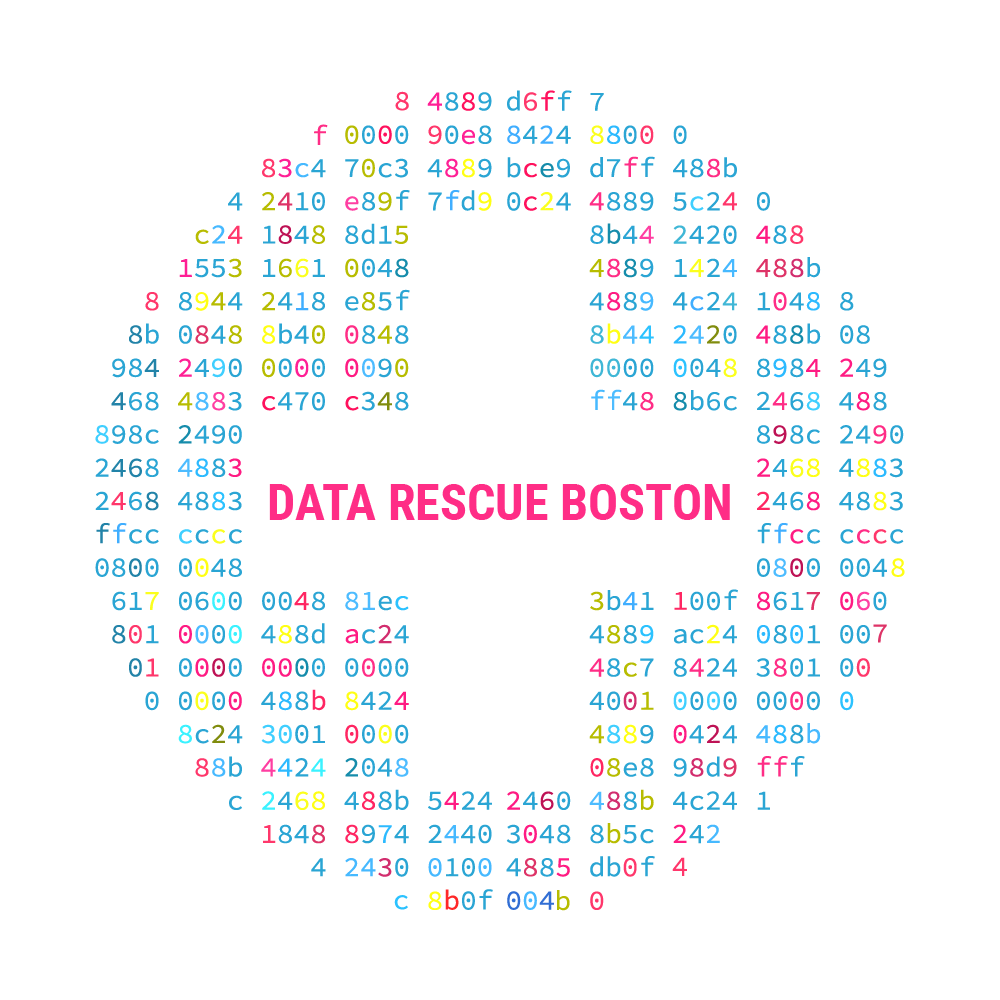 8 4889 d6ff 7
f 0000 90e8 8424 8800 0
83c4 70c3 4889 bce9 d7ff 488b
4 2410 e89f 7fd9 0c24 4889 5c24 0
c24 1848 8d15 8b44 2420 488
1553 1661 0048 4889 1424 488b
8 8944 2418 e85f 4889 4c24 1048 8
8b 0848 8b40 0848 8b44 2420 488b 08
984 2490 0000 0090 0000 0048 8984 249
468 4883 c470 c348 ff48 8b6c 2468 488
898c 2490 898c 2490
2468 4883 2468 4883
2468 4883 DATA RESCUE BOSTON 2468 4883
ffcc cccc ffcc cccc
0800 0048 0800 0048
617 0600 0048 81ec 3b41 100f 8617 060
801 0000 488d ac24 4889 ac24 0801 007
01 0000 0000 0000 48c7 8424 3801 00
0 0000 488b 8424 4001 0000 0000 0
8c24 3001 0000 4889 0424 488b
88b 4424 2048 08e8 98d9 fff
c 2468 488b 5424 2460 488b 4c24 1
1848 8974 2440 3048 8b5c 242
4 2430 0100 4885 db0f 4
c 8b0f 004b 0